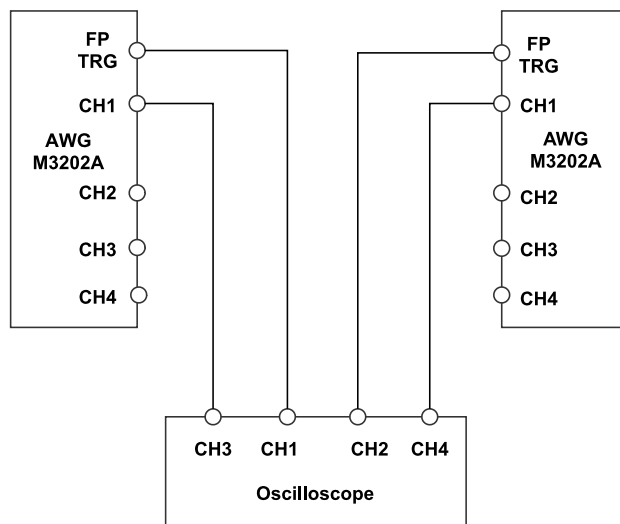 FP
TRG
CH1
AWG
M3202A
CH2
CH3
CH4
FP
TRG
CH1
AWG
M3202A
CH2
CH3
CH4
CH3 CH1 CH2 CH4
Oscilloscope